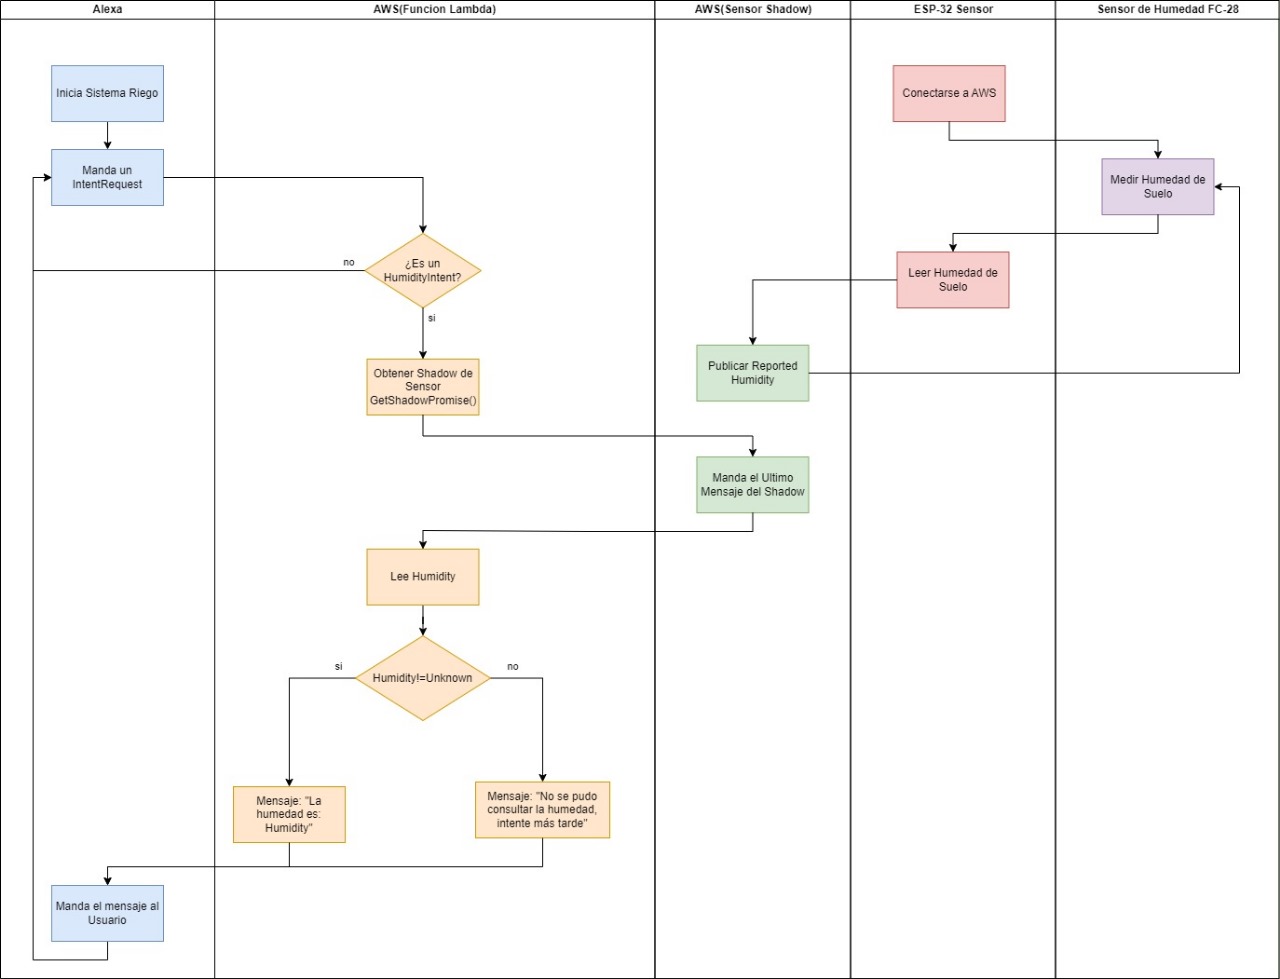 Alexa
AWS(Funcion Lambda)
AWS(Sensor Shadow)
ESP-32 Sensor
Sensor de Humedad FC-28
Inicia Sistema Riego
Conectarse a AWS
Manda un
IntentRequest
Medir Humedad de
Suelo
no
¿Es un
HumidityIntent?
si
Leer Humedad de
Suelo
Obtener Shadow de
Sensor
GetShadowPromise()
Publicar Reported
Humidity
Manda el Ultimo
Mensaje del Shadow
Lee Humidity
si
Humidity!=Unknown
no
Mensaje: "La
humedad es:
Humidity"
Mensaje: "No se pudo
consultar la humedad,
intente más tarde"
Manda el mensaje al
Usuario